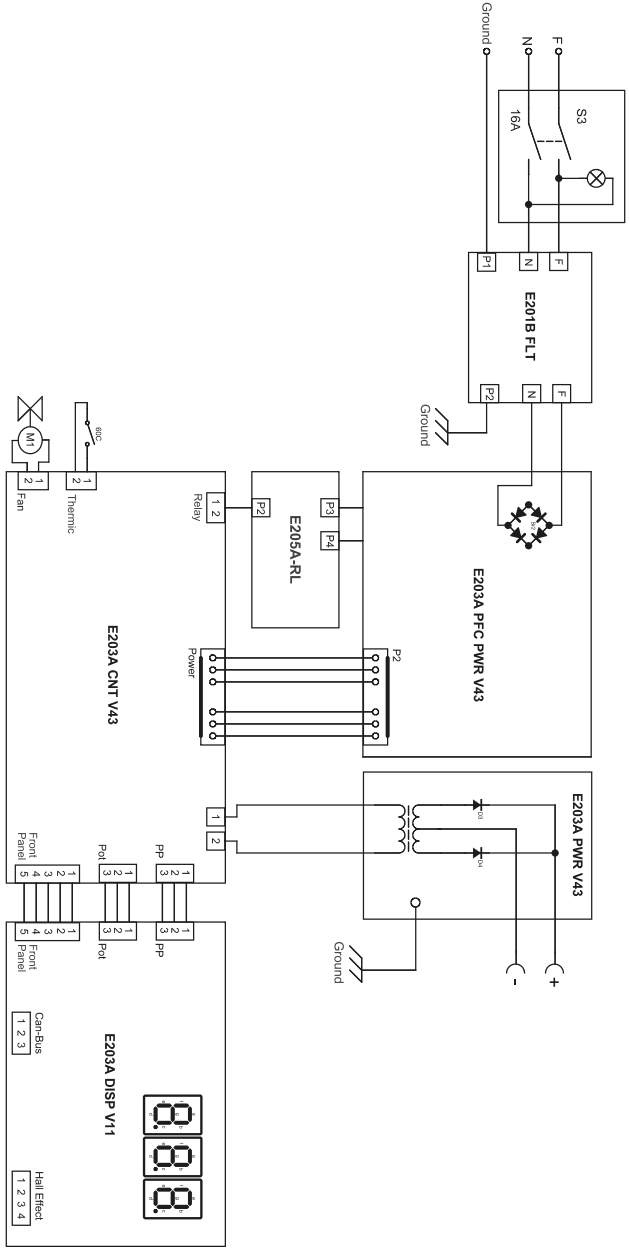 Ground
N
F
S3
16A
P1
N
F
E201B FLT
P2
N
F
Ground
E203A PFC PWR V43
P2
E205A-RL
P3
P4
P2
Relay
1 2
Thermic
1
2
60C
M1
Fan
1
2
E203A CNT V43
Power
1
2
E203A PWR V43
D3
D4
+
-
Ground
PP
1
2
3
Pot
1
2
3
Front
Panel
1
2
3
4
5
PP
1
2
3
Pot
1
2
3
Front
Panel
1
2
3
4
5
E203A DISP V11
Can-Bus
1 2 3
Hall Effect
1 2 3 4